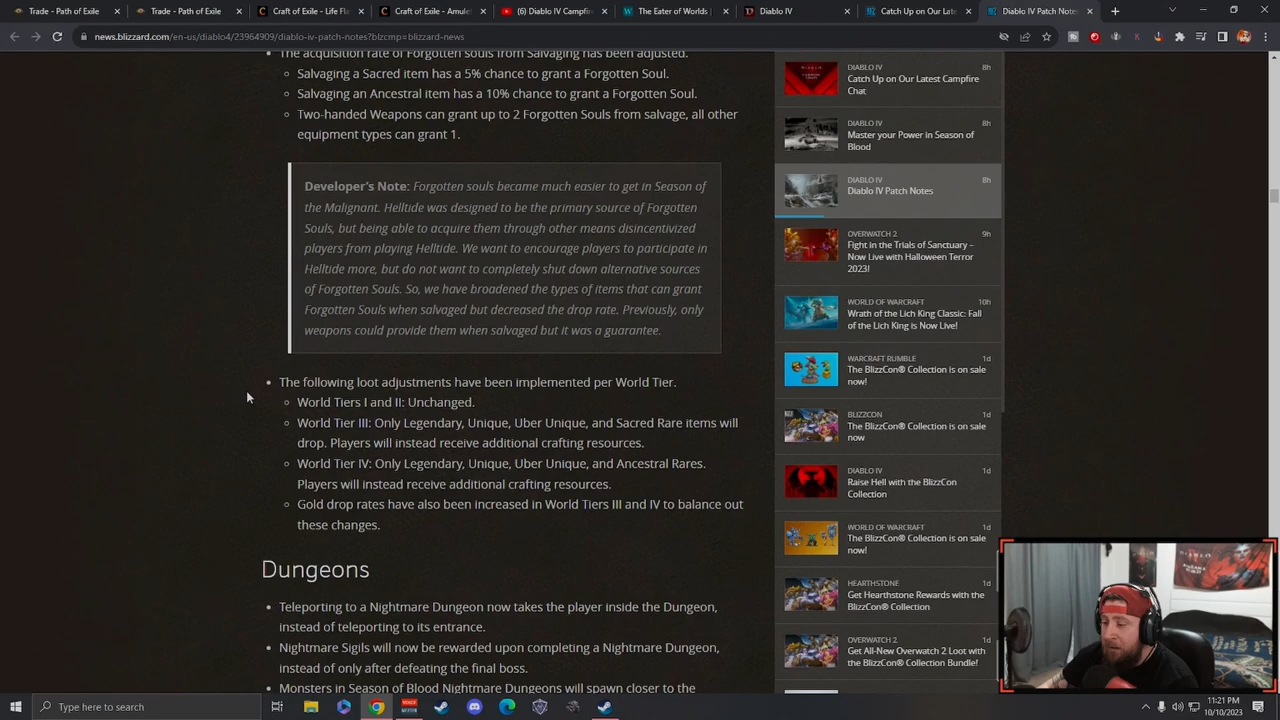 Trade - Path of Exile
Trade - Path of Exile
Craft of Exile - Life Fla
Craft of Exile - Amule
(6) Diablo IV Campfir
The Eater of Worlds |
Diablo IV
Catch Up on Our Late
Diablo IV Patch Notes
news.blizzard.com/en-us/diablo4/23964909/diablo-iv-patch-notes?blzcmp=blizzard-news
The acquisition rate of Forgotten souls from Salvaging has been adjusted.
Salvaging a Sacred item has a 5% chance to grant a Forgotten Soul.
Salvaging an Ancestral item has a 10% chance to grant a Forgotten Soul.
Two-handed Weapons can grant up to 2 Forgotten Souls from salvage, all other
equipment types can grant 1.
Developer's Note: Forgotten souls became much easier to get in Season of
the Malignant. Helltide was designed to be the primary source of Forgotten
Souls, but being able to acquire them through other means disincentivized
players from playing Helltide. We want to encourage players to participate in
Helltide more, but do not want to completely shut down alternative sources
of Forgotten Souls. So, we have broadened the types of items that can grant
Forgotten Souls when salvaged but decreased the drop rate. Previously, only
weapons could provide them when salvaged but it was a guarantee.
The following loot adjustments have been implemented per World Tier.
World Tiers I and II: Unchanged.
World Tier III: Only Legendary, Unique, Uber Unique, and Sacred Rare items will
drop. Players will instead receive additional crafting resources.
World Tier IV: Only Legendary, Unique, Uber Unique, and Ancestral Rares.
Players will instead receive additional crafting resources.
Gold drop rates have also been increased in World Tiers III and IV to balance out
these changes.
Dungeons
Teleporting to a Nightmare Dungeon now takes the player inside the Dungeon,
instead of teleporting to its entrance.
Nightmare Sigils will now be rewarded upon completing a Nightmare Dungeon,
instead of only after defeating the final boss.
Monsters in Season of Blood Nightmare Dungeons will spawn closer to the
DIABLO IV 8h
Catch Up on Our Latest Campfire
Chat
DIABLO IV 8h
Master your Power in Season of
Blood
DIABLO IV 8h
Diablo IV Patch Notes
OVERWATCH 2 9h
Fight in the Trials of Sanctuary –
Now Live with Halloween Terror
2023!
WORLD OF WARCRAFT 10h
Wrath of the Lich King Classic: Fall
of the Lich King is Now Live!
WARCRAFT RUMBLE 1d
The BlizzCon® Collection is on sale
now!
BLIZZCON 1d
The BlizzCon® Collection is on sale
now
DIABLO IV 1d
Raise Hell with the BlizzCon
Collection
WORLD OF WARCRAFT 1d
The BlizzCon® Collection is on sale
now!
HEARTHSTONE 1d
Get Hearthstone Rewards with the
BlizzCon® Collection
OVERWATCH 2 1d
Get All-New Overwatch 2 Loot with
the BlizzCon® Collection Bundle!
DIABLO
Type here to search
11:21 PM
10/10/2023